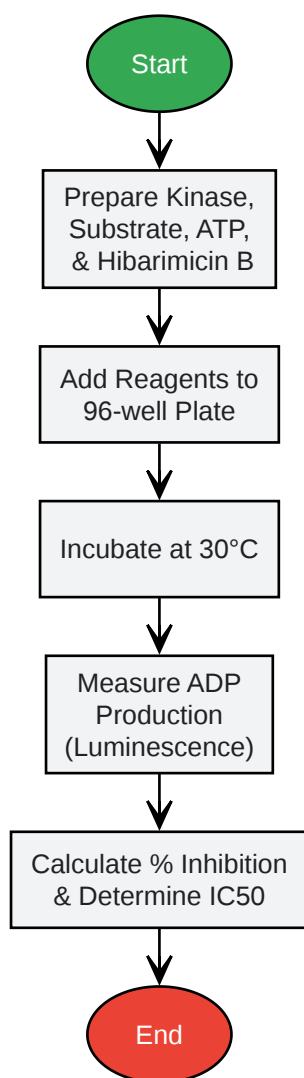 Start
Prepare Kinase,
Substrate, ATP,
& Hibarimicin B
Add Reagents to
96-well Plate
Incubate at 30°C
Measure ADP
Production
(Luminescence)
Calculate % Inhibition
& Determine IC50
End